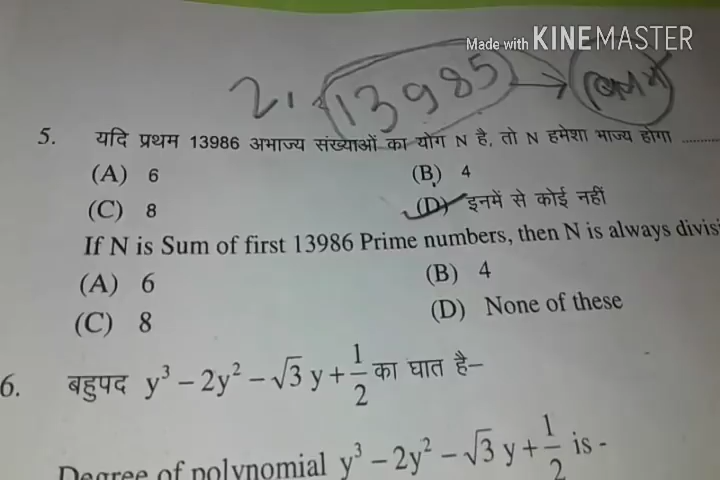 Made with KINEMASTER
2, 13985
5. यदि प्रथम 13986 अभाज्य संख्याओं का योग N है, तो N हमेशा भाज्य होगा ..........
(A) 6 (B) 4
(C) 8 (D) इनमें से कोई नहीं
If N is Sum of first 13986 Prime numbers, then N is always divis
(A) 6 (B) 4
(C) 8 (D) None of these
6. बहुपद y³ – 2y² – √3 y + 1/2 का घात है–
Degree of polynomial y³ – 2y² – √3 y + 1/2 is -